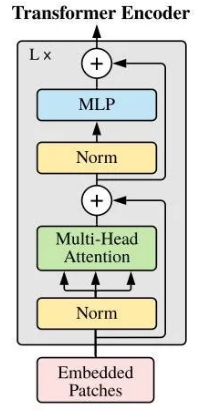 Transformer Encoder
L ×
+
MLP
Norm
+
Multi-Head
Attention
Norm
Embedded
Patches